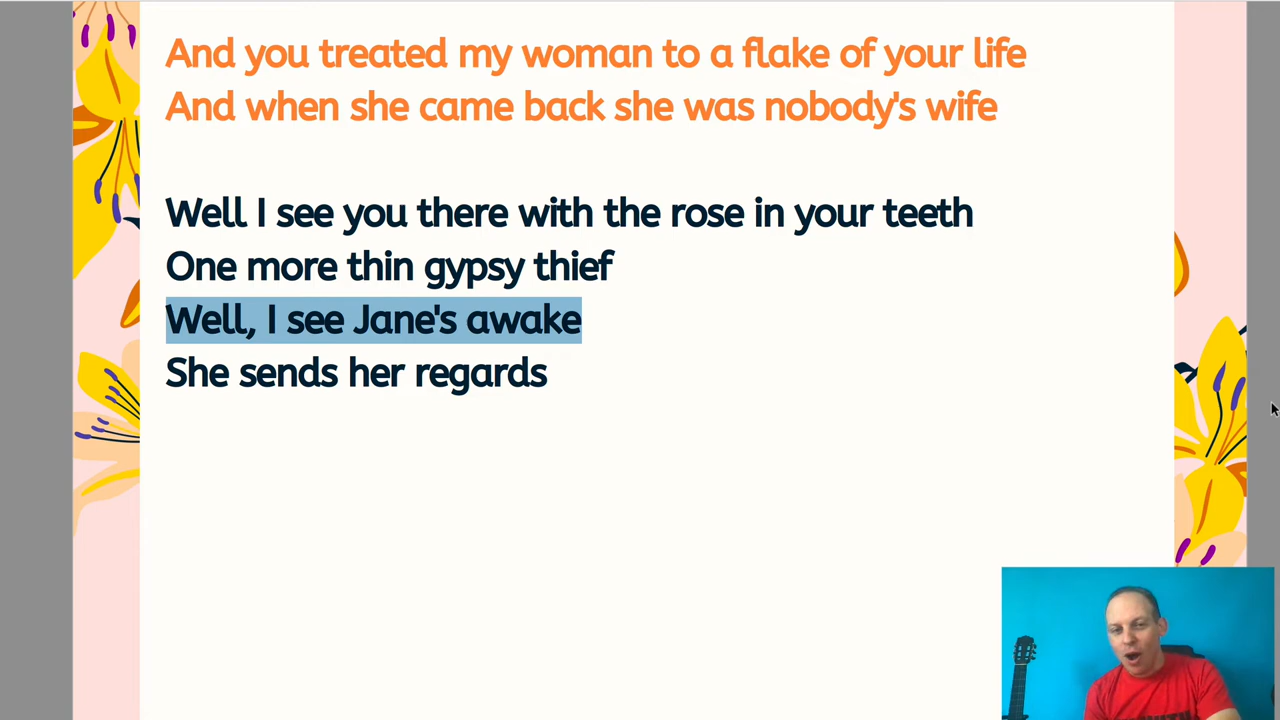 And you treated my woman to a flake of your life
And when she came back she was nobody's wife
Well I see you there with the rose in your teeth
One more thin gypsy thief
Well, I see Jane's awake
She sends her regards